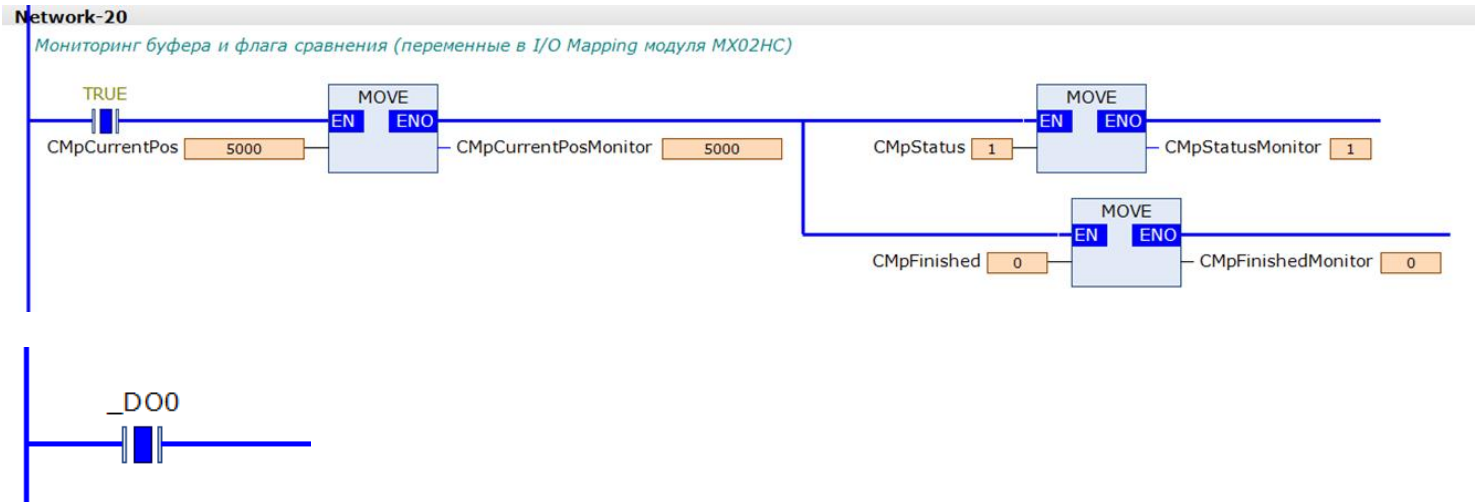 Network-20
Мониторинг буфера и флага сравнения (переменные в I/O Mapping модуля MX02HC)
TRUE
MOVE
MOVE
EN ENO
EN ENO
CMpCurrentPos 5000
CMpCurrentPosMonitor 5000
CMpStatus 1
CMpStatusMonitor 1
MOVE
EN ENO
CMpFinished 0
CMpFinishedMonitor 0
_DO0